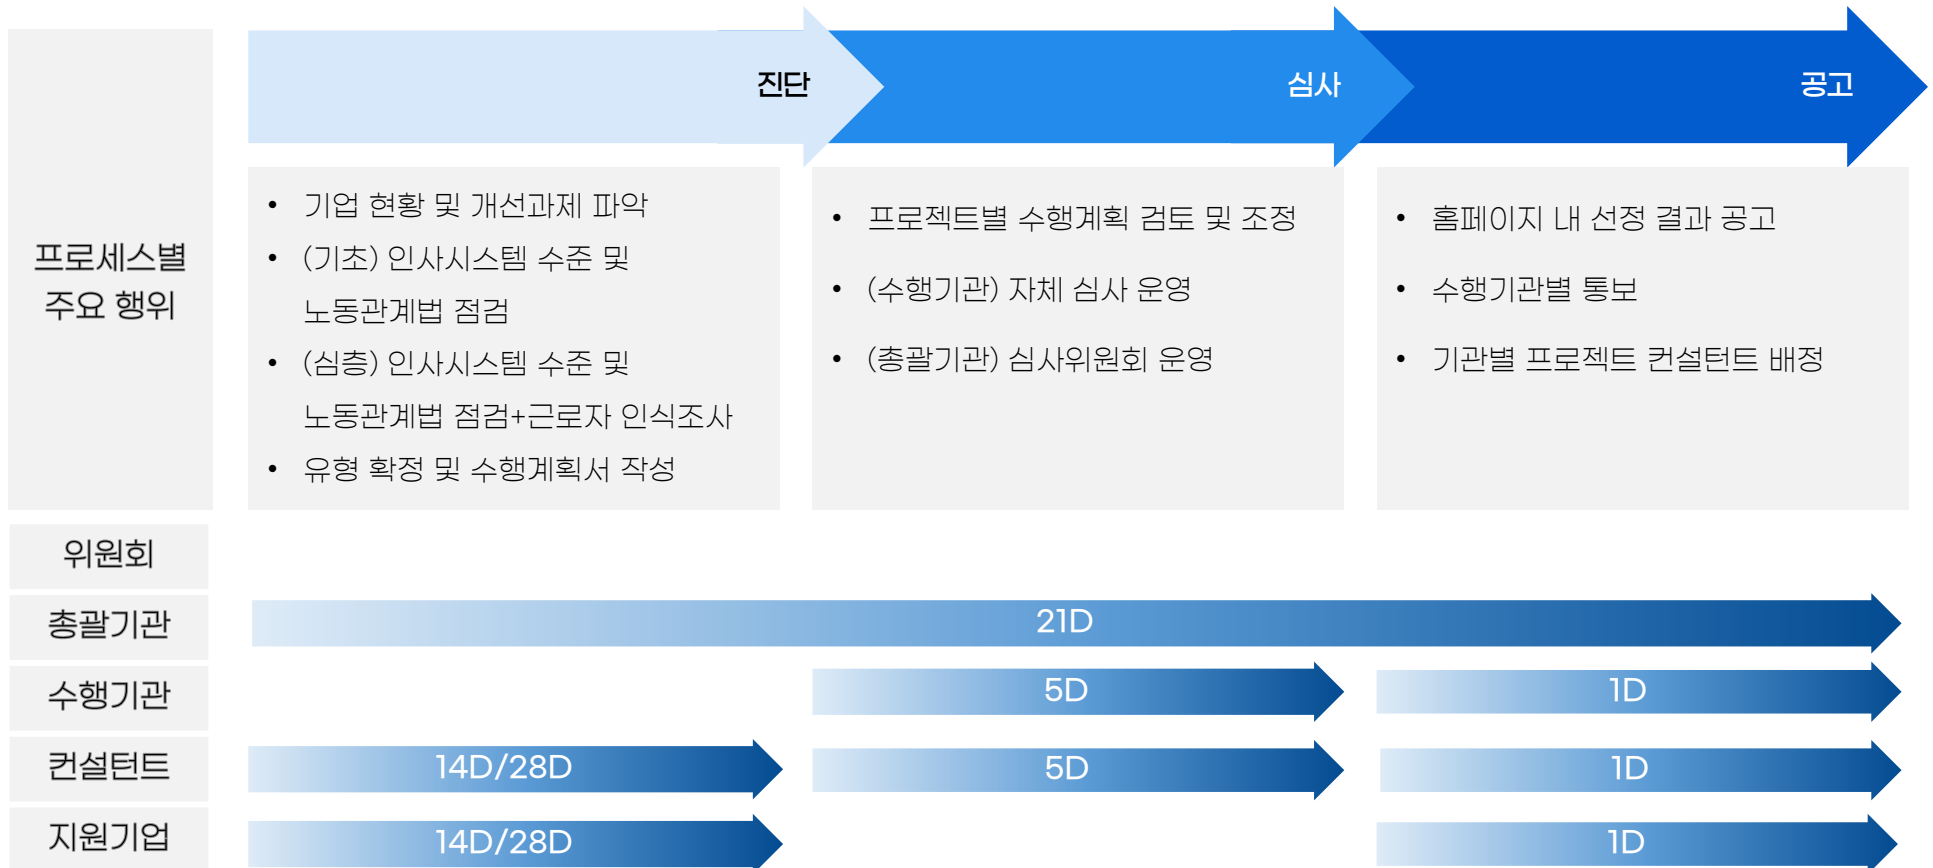 진단
심사
공고
프로세스별
주요 행위
• 기업 현황 및 개선과제 파악
• (기초) 인사시스템 수준 및
노동관계법 점검
• (심층) 인사시스템 수준 및
노동관계법 점검+근로자 인식조사
• 유형 확정 및 수행계획서 작성
• 프로젝트별 수행계획 검토 및 조정
• (수행기관) 자체 심사 운영
• (총괄기관) 심사위원회 운영
• 홈페이지 내 선정 결과 공고
• 수행기관별 통보
• 기관별 프로젝트 컨설턴트 배정
위원회
총괄기관
21D
수행기관
5D
1D
컨설턴트
14D/28D
5D
1D
지원기업
14D/28D
1D